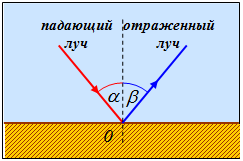 падающий отраженный
луч луч
α β
0